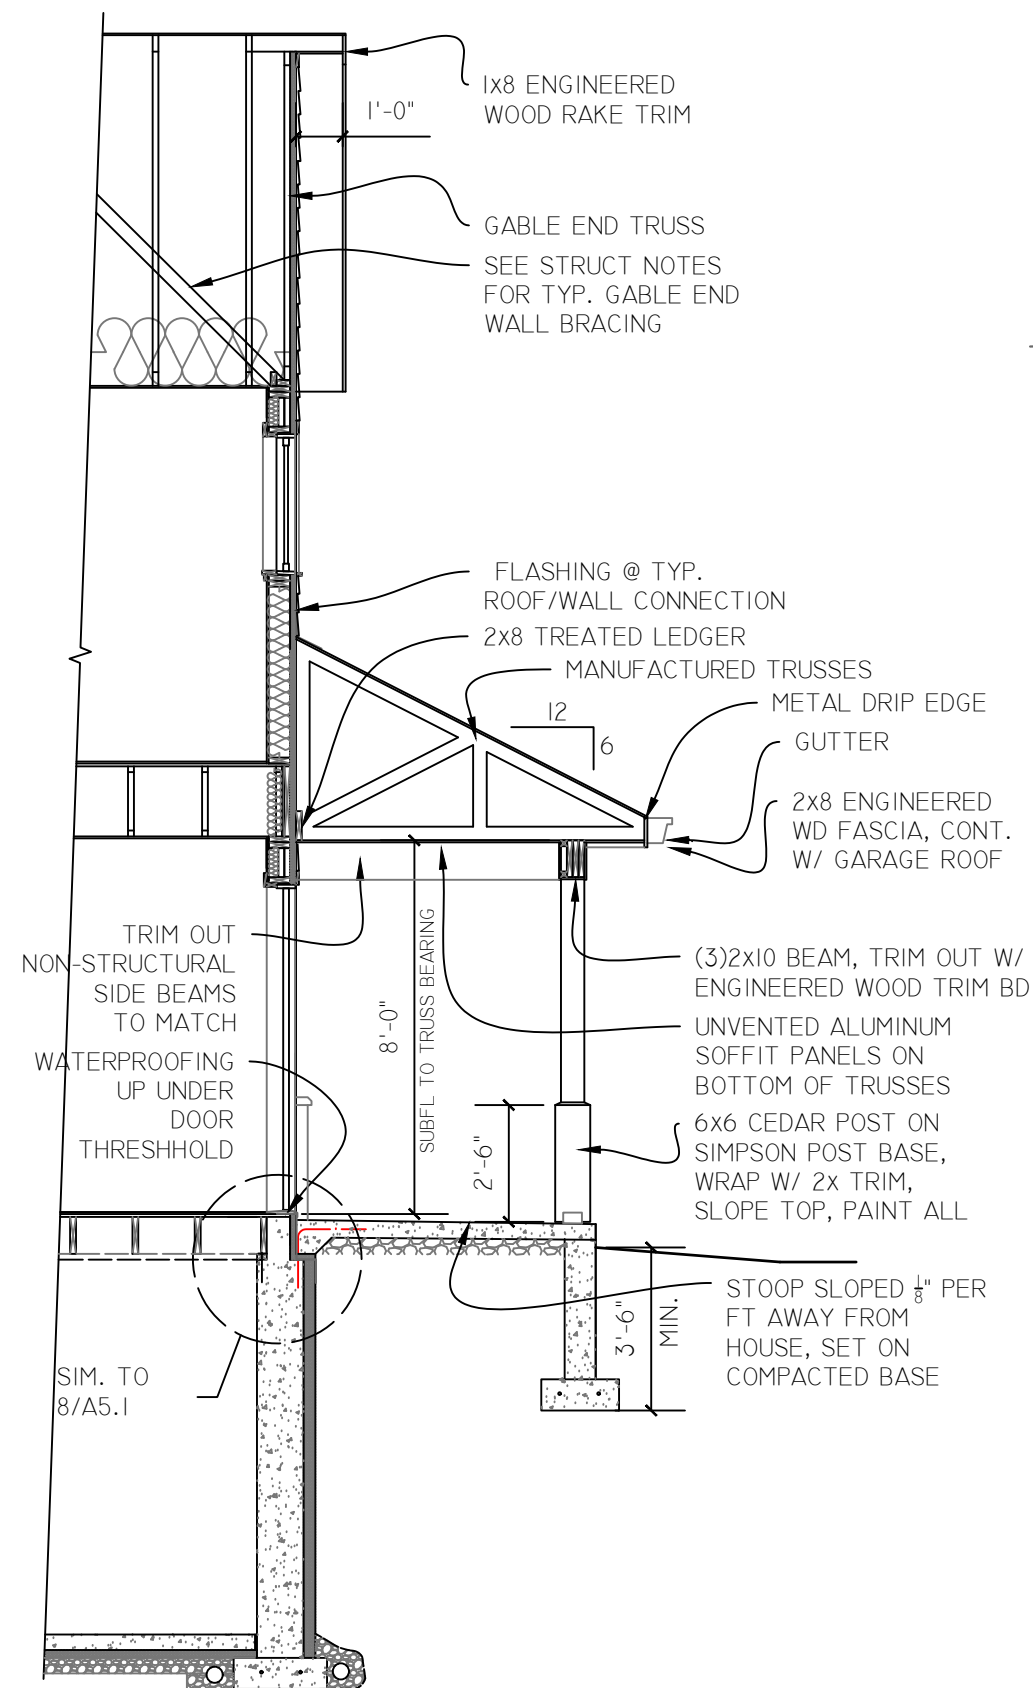 1x8 ENGINEERED
WOOD RAKE TRIM
1'-0"
GABLE END TRUSS
SEE STRUCT NOTES
FOR TYP. GABLE END
WALL BRACING
FLASHING @ TYP.
ROOF/WALL CONNECTION
2x8 TREATED LEDGER
MANUFACTURED TRUSSES
METAL DRIP EDGE
12
6
GUTTER
2x8 ENGINEERED
WD FASCIA, CONT.
W/ GARAGE ROOF
TRIM OUT
NON-STRUCTURAL
SIDE BEAMS
TO MATCH
8'-0"
SUBFL TO TRUSS BEARING
(3)2x10 BEAM, TRIM OUT W/
ENGINEERED WOOD TRIM BD
UNVENTED ALUMINUM
SOFFIT PANELS ON
BOTTOM OF TRUSSES
WATERPROOFING
UP UNDER
DOOR
THRESHHOLD
2'-6"
6x6 CEDAR POST ON
SIMPSON POST BASE,
WRAP W/ 2x TRIM,
SLOPE TOP, PAINT ALL
3'-6"
MIN.
STOOP SLOPED 1/8" PER
FT AWAY FROM
HOUSE, SET ON
COMPACTED BASE
SIM. TO
8/A5.1